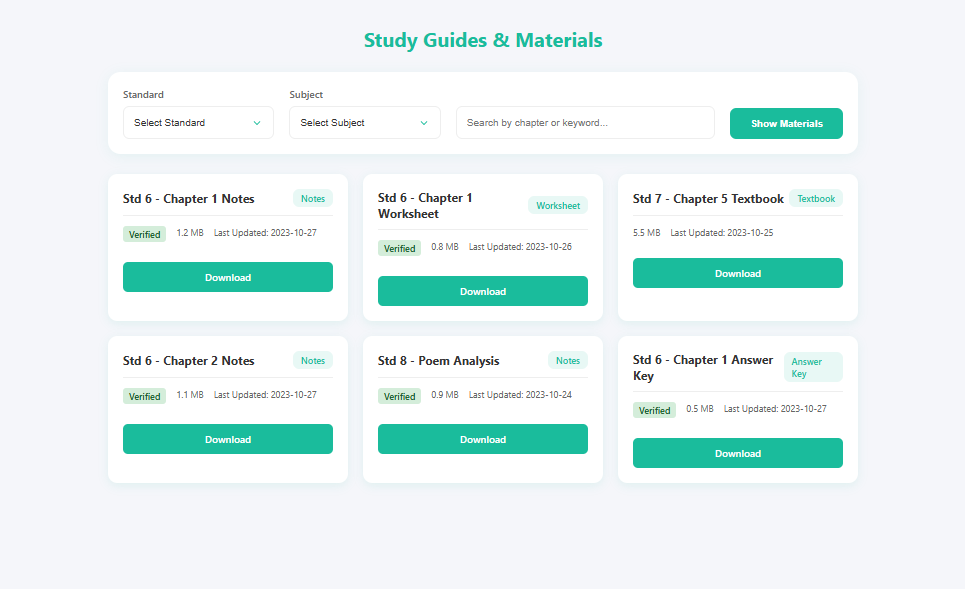 Study Guides & Materials
Standard
Subject
Select Standard
Select Subject
Search by chapter or keyword...
Show Materials
Std 6 - Chapter 1 Notes
Notes
Verified
1.2 MB
Last Updated: 2023-10-27
Download
Std 6 - Chapter 1
Worksheet
Worksheet
Verified
0.8 MB
Last Updated: 2023-10-26
Download
Std 7 - Chapter 5 Textbook
Textbook
5.5 MB
Last Updated: 2023-10-25
Download
Std 6 - Chapter 2 Notes
Notes
Verified
1.1 MB
Last Updated: 2023-10-27
Download
Std 8 - Poem Analysis
Notes
Verified
0.9 MB
Last Updated: 2023-10-24
Download
Std 6 - Chapter 1 Answer
Key
Answer
Key
Verified
0.5 MB
Last Updated: 2023-10-27
Download